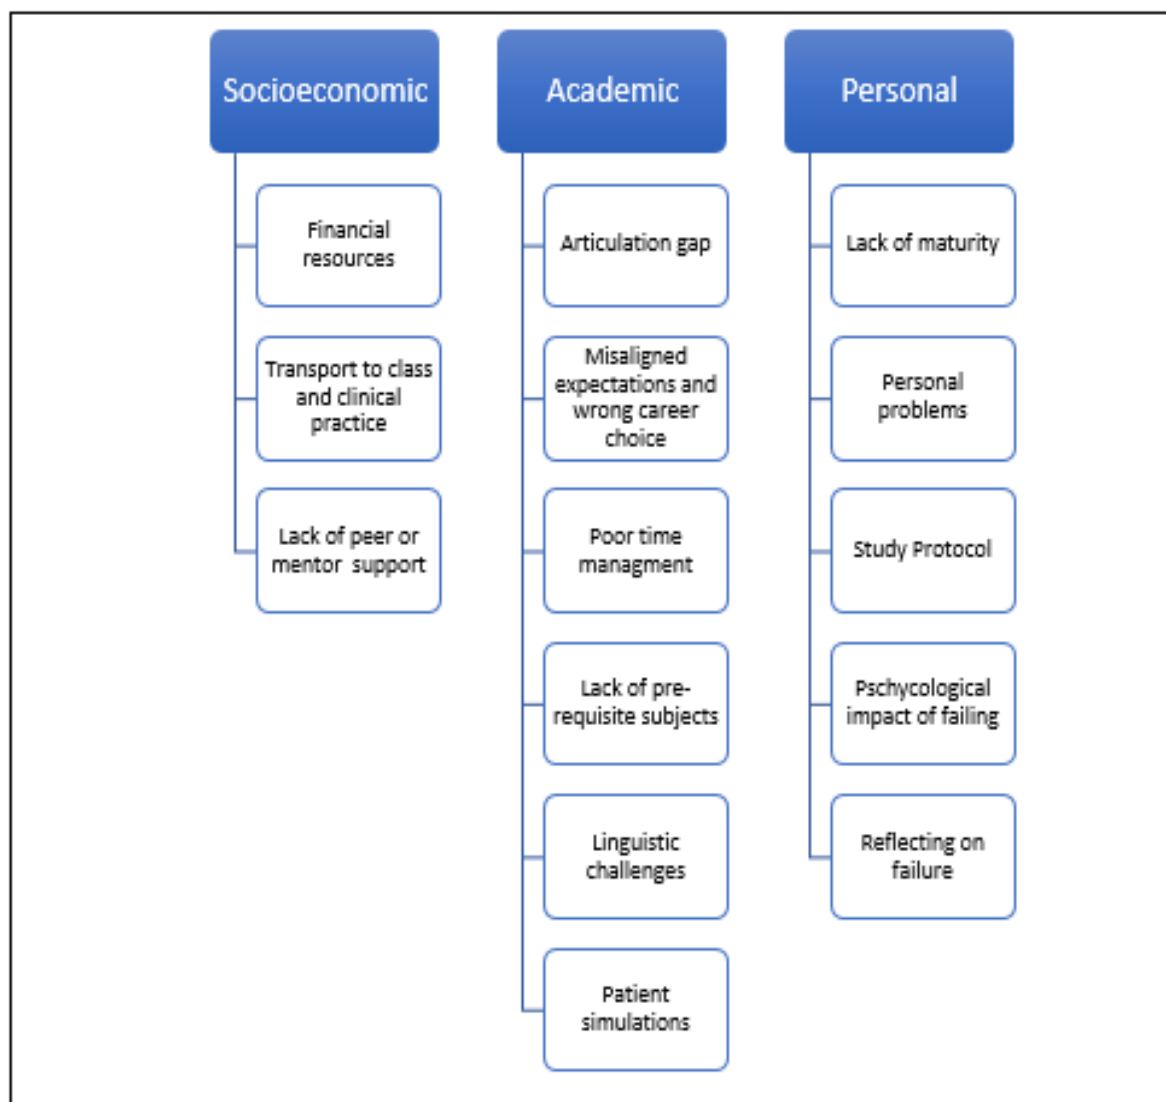 Socioeconomic
Financial
resources
Transport to class
and clinical
practice
Lack of peer or
mentor support
Academic
Articulation gap
Misaligned
expectations and
wrong career
choice
Poor time
managment
Lack of pre-
requisite subjects
Linguistic
challenges
Patient
simulations
Personal
Lack of maturity
Personal
problems
Study Protocol
Pschycological
impact of failing
Reflecting on
failure